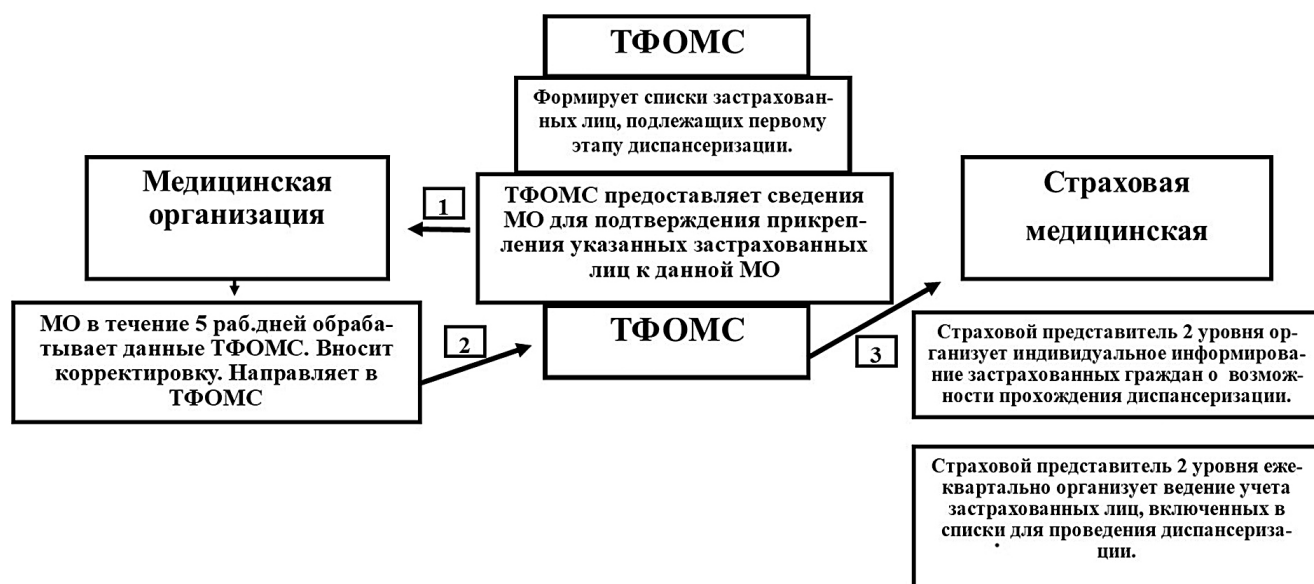 ТФОМС
Формирует списки застрахован-
ных лиц, подлежащих первому
этапу диспансеризации.
Медицинская
организация
1
ТФОМС предоставляет сведения
МО для подтверждения прикреп-
ления указанных застрахованных
лиц к данной МО
Страховая
медицинская
МО в течение 5 раб.дней обраба-
тывает данные ТФОМС. Вносит
корректировку. Направляет в
ТФОМС
2
ТФОМС
3
Страховой представитель 2 уровня ор-
ганизует индивидуальное информирова-
ние застрахованных граждан о возмож-
ности прохождения диспансеризации.
Страховой представитель 2 уровня еже-
квартально организует ведение учета
застрахованных лиц, включенных в
списки для проведения диспансериза-
ции.